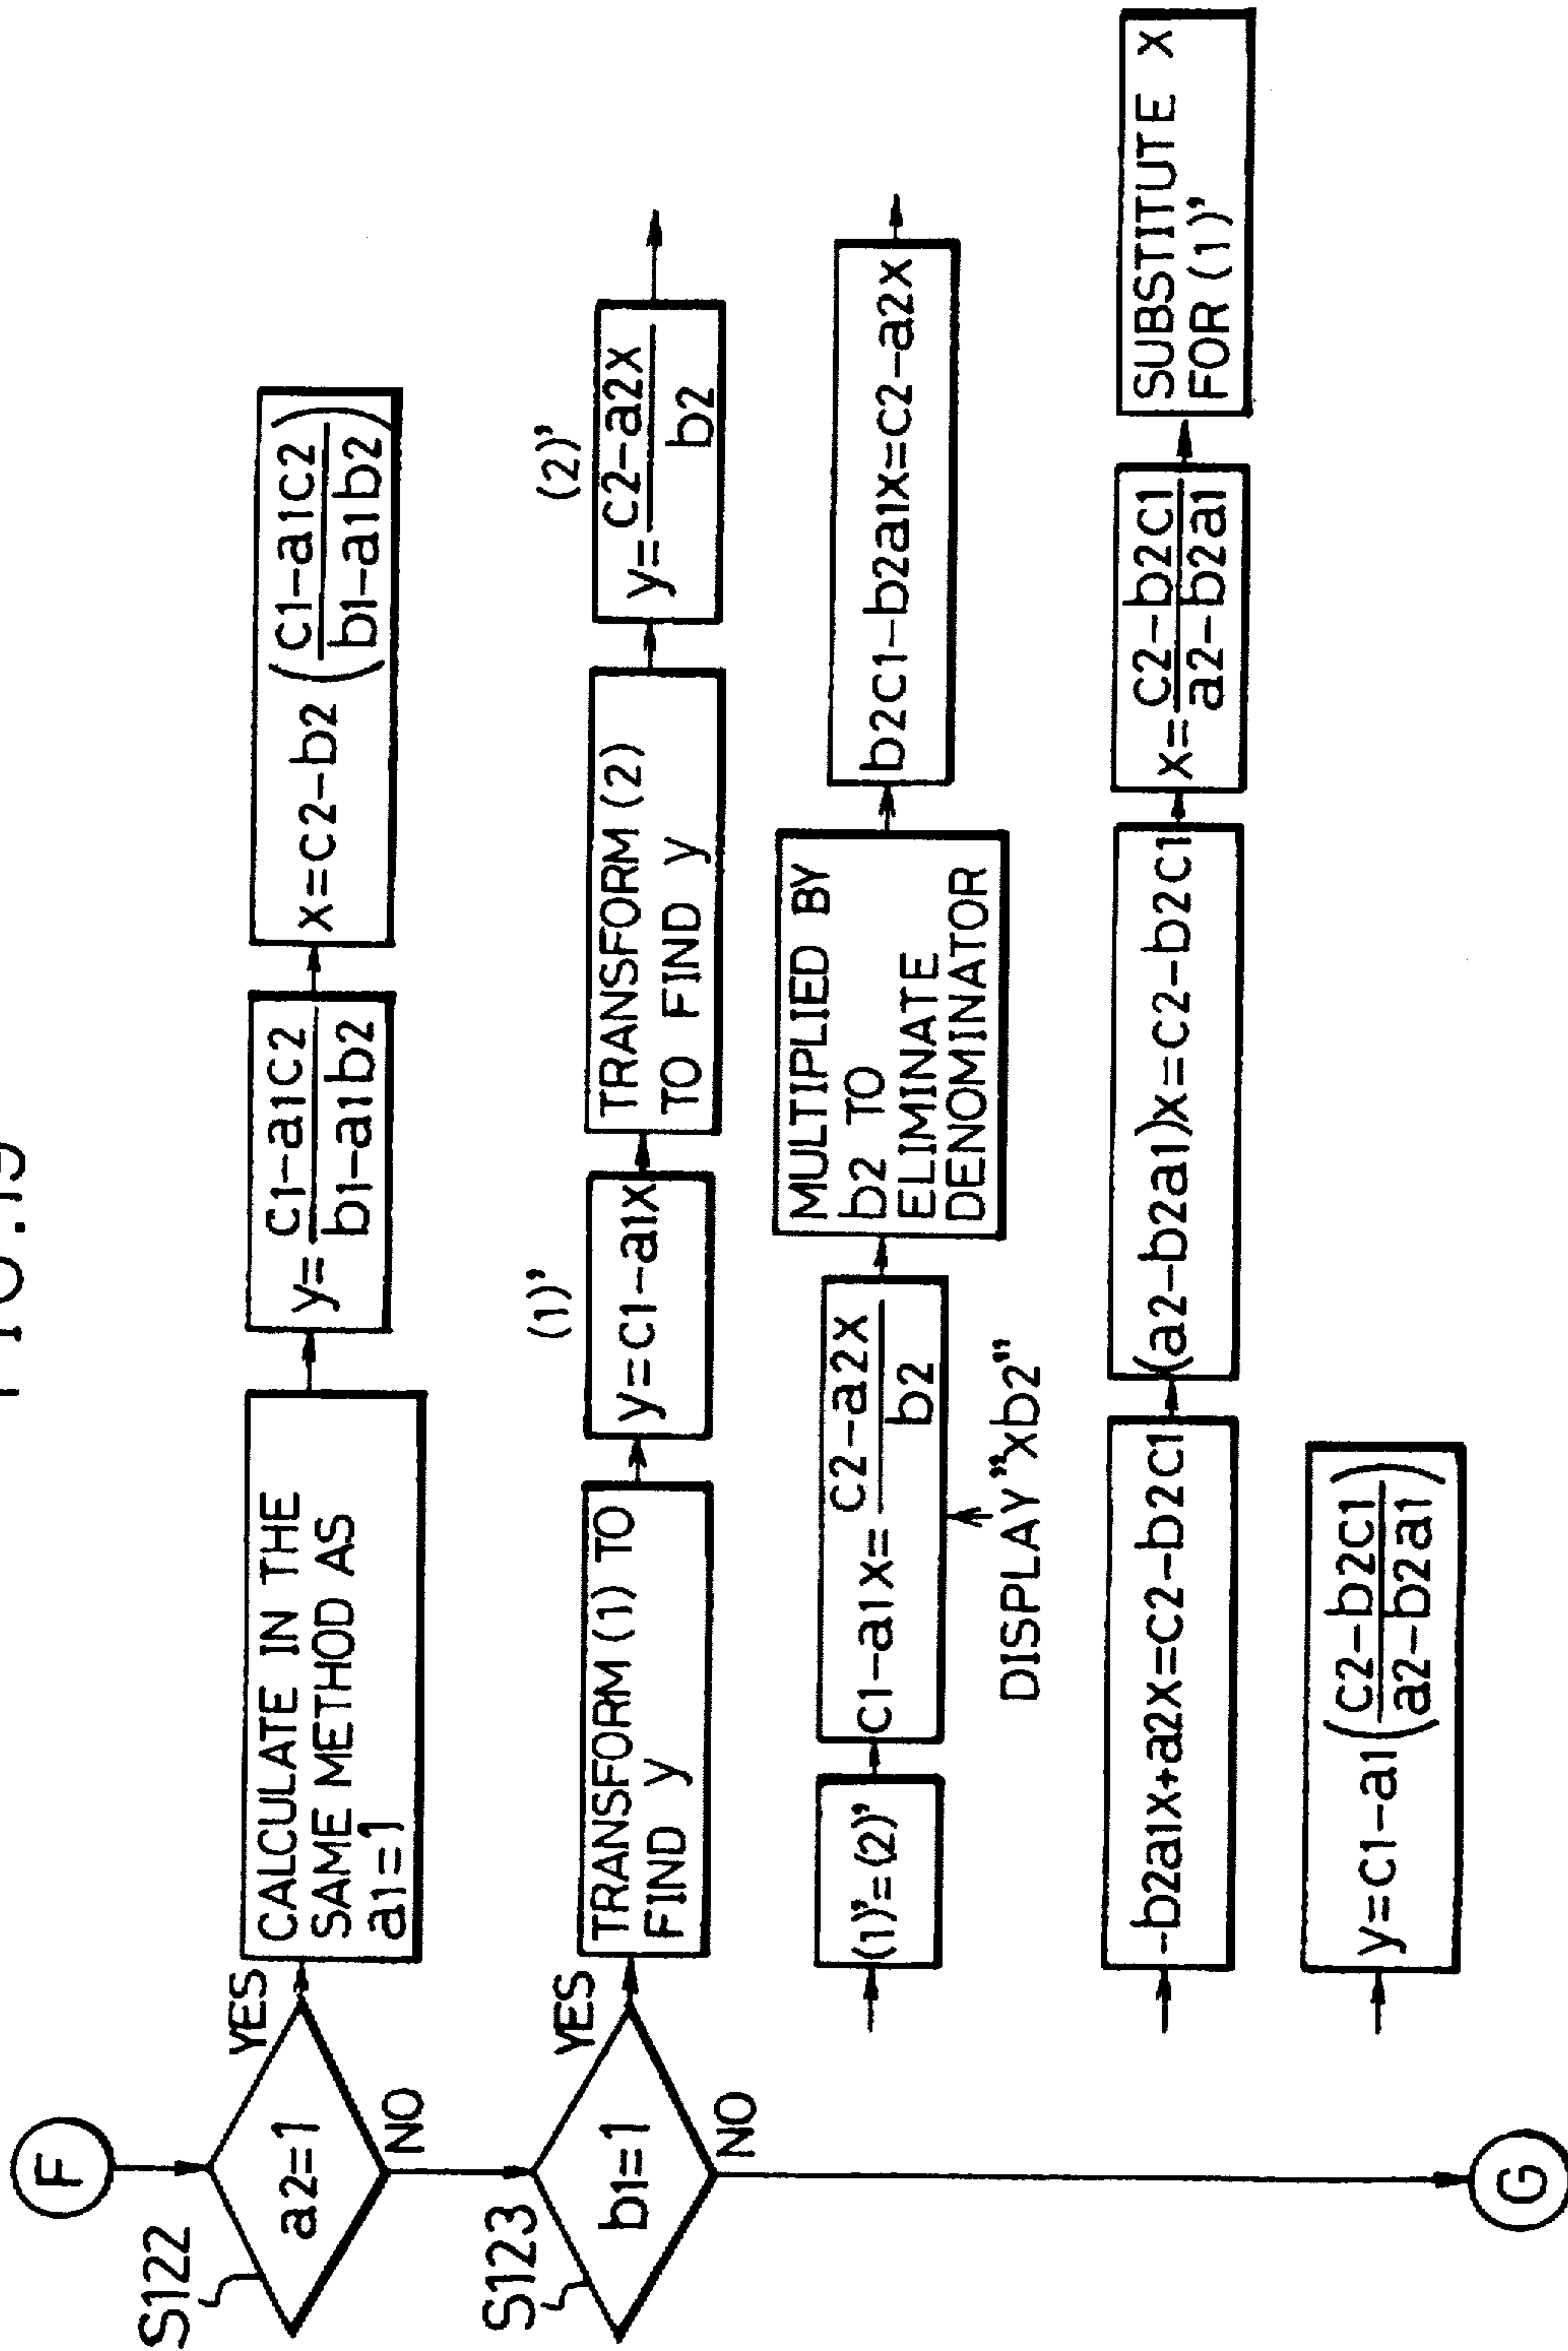 F
S122
a2=1
YES
NO
CALCULATE IN THE
SAME METHOD AS
a1=1
y=
c1-a1c2
b1-a1b2
x=c2-b2 (
c1-a1c2
b1-a1b2
)
S123
b1=1
YES
NO
TRANSFORM (1) TO
FIND y
(1)'
y=c1-a1x
TRANSFORM (2)
TO FIND y
(2)'
y=
c2-a2x
b2
(1)'=(2)'
c1-a1x=
c2-a2x
b2
DISPLAY "xb2"
MULTIPLIED BY
b2 TO
ELIMINATE
DENOMINATOR
b2c1-b2a1x=c2-a2x
-b2a1x+a2x=c2-b2c1
(a2-b2a1)x=c2-b2c1
x=
c2-b2c1
a2-b2a1
SUBSTITUTE x
FOR (1)'
y=c1-a1(
c2-b2c1
a2-b2a1
)
G